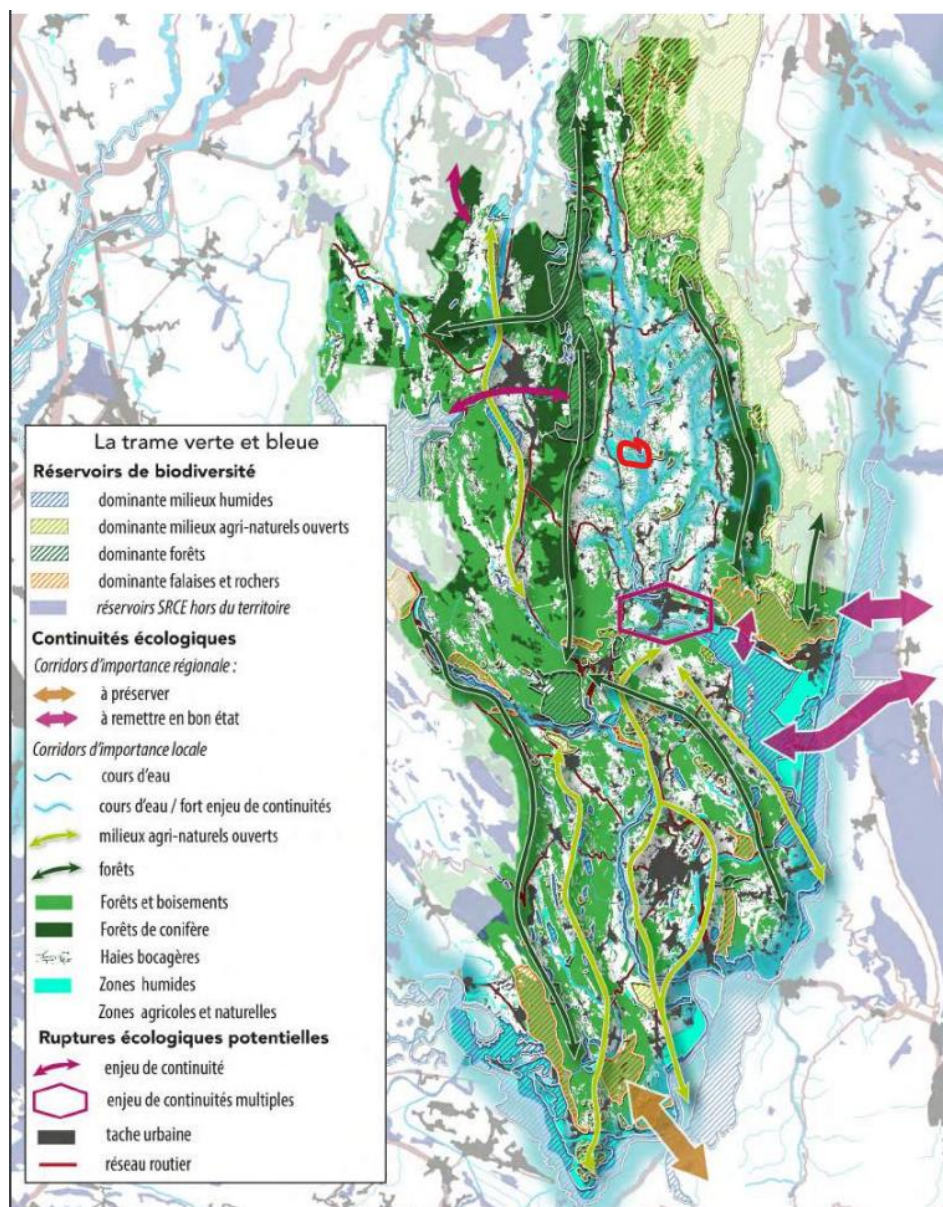 La trame verte et bleue
Réservoirs de biodiversité
dominante milieux humides
dominante milieux agri-naturels ouverts
dominante forêts
dominante falaises et rochers
réservoirs SRCE hors du territoire
Continuités écologiques
Corridors d'importance régionale :
à préserver
à remettre en bon état
Corridors d'importance locale
cours d'eau
cours d'eau / fort enjeu de continuités
milieux agri-naturels ouverts
forêts
Forêts et boisements
Forêts de conifère
Haies bocagères
Zones humides
Zones agricoles et naturelles
Ruptures écologiques potentielles
enjeu de continuité
enjeu de continuités multiples
tache urbaine
réseau routier